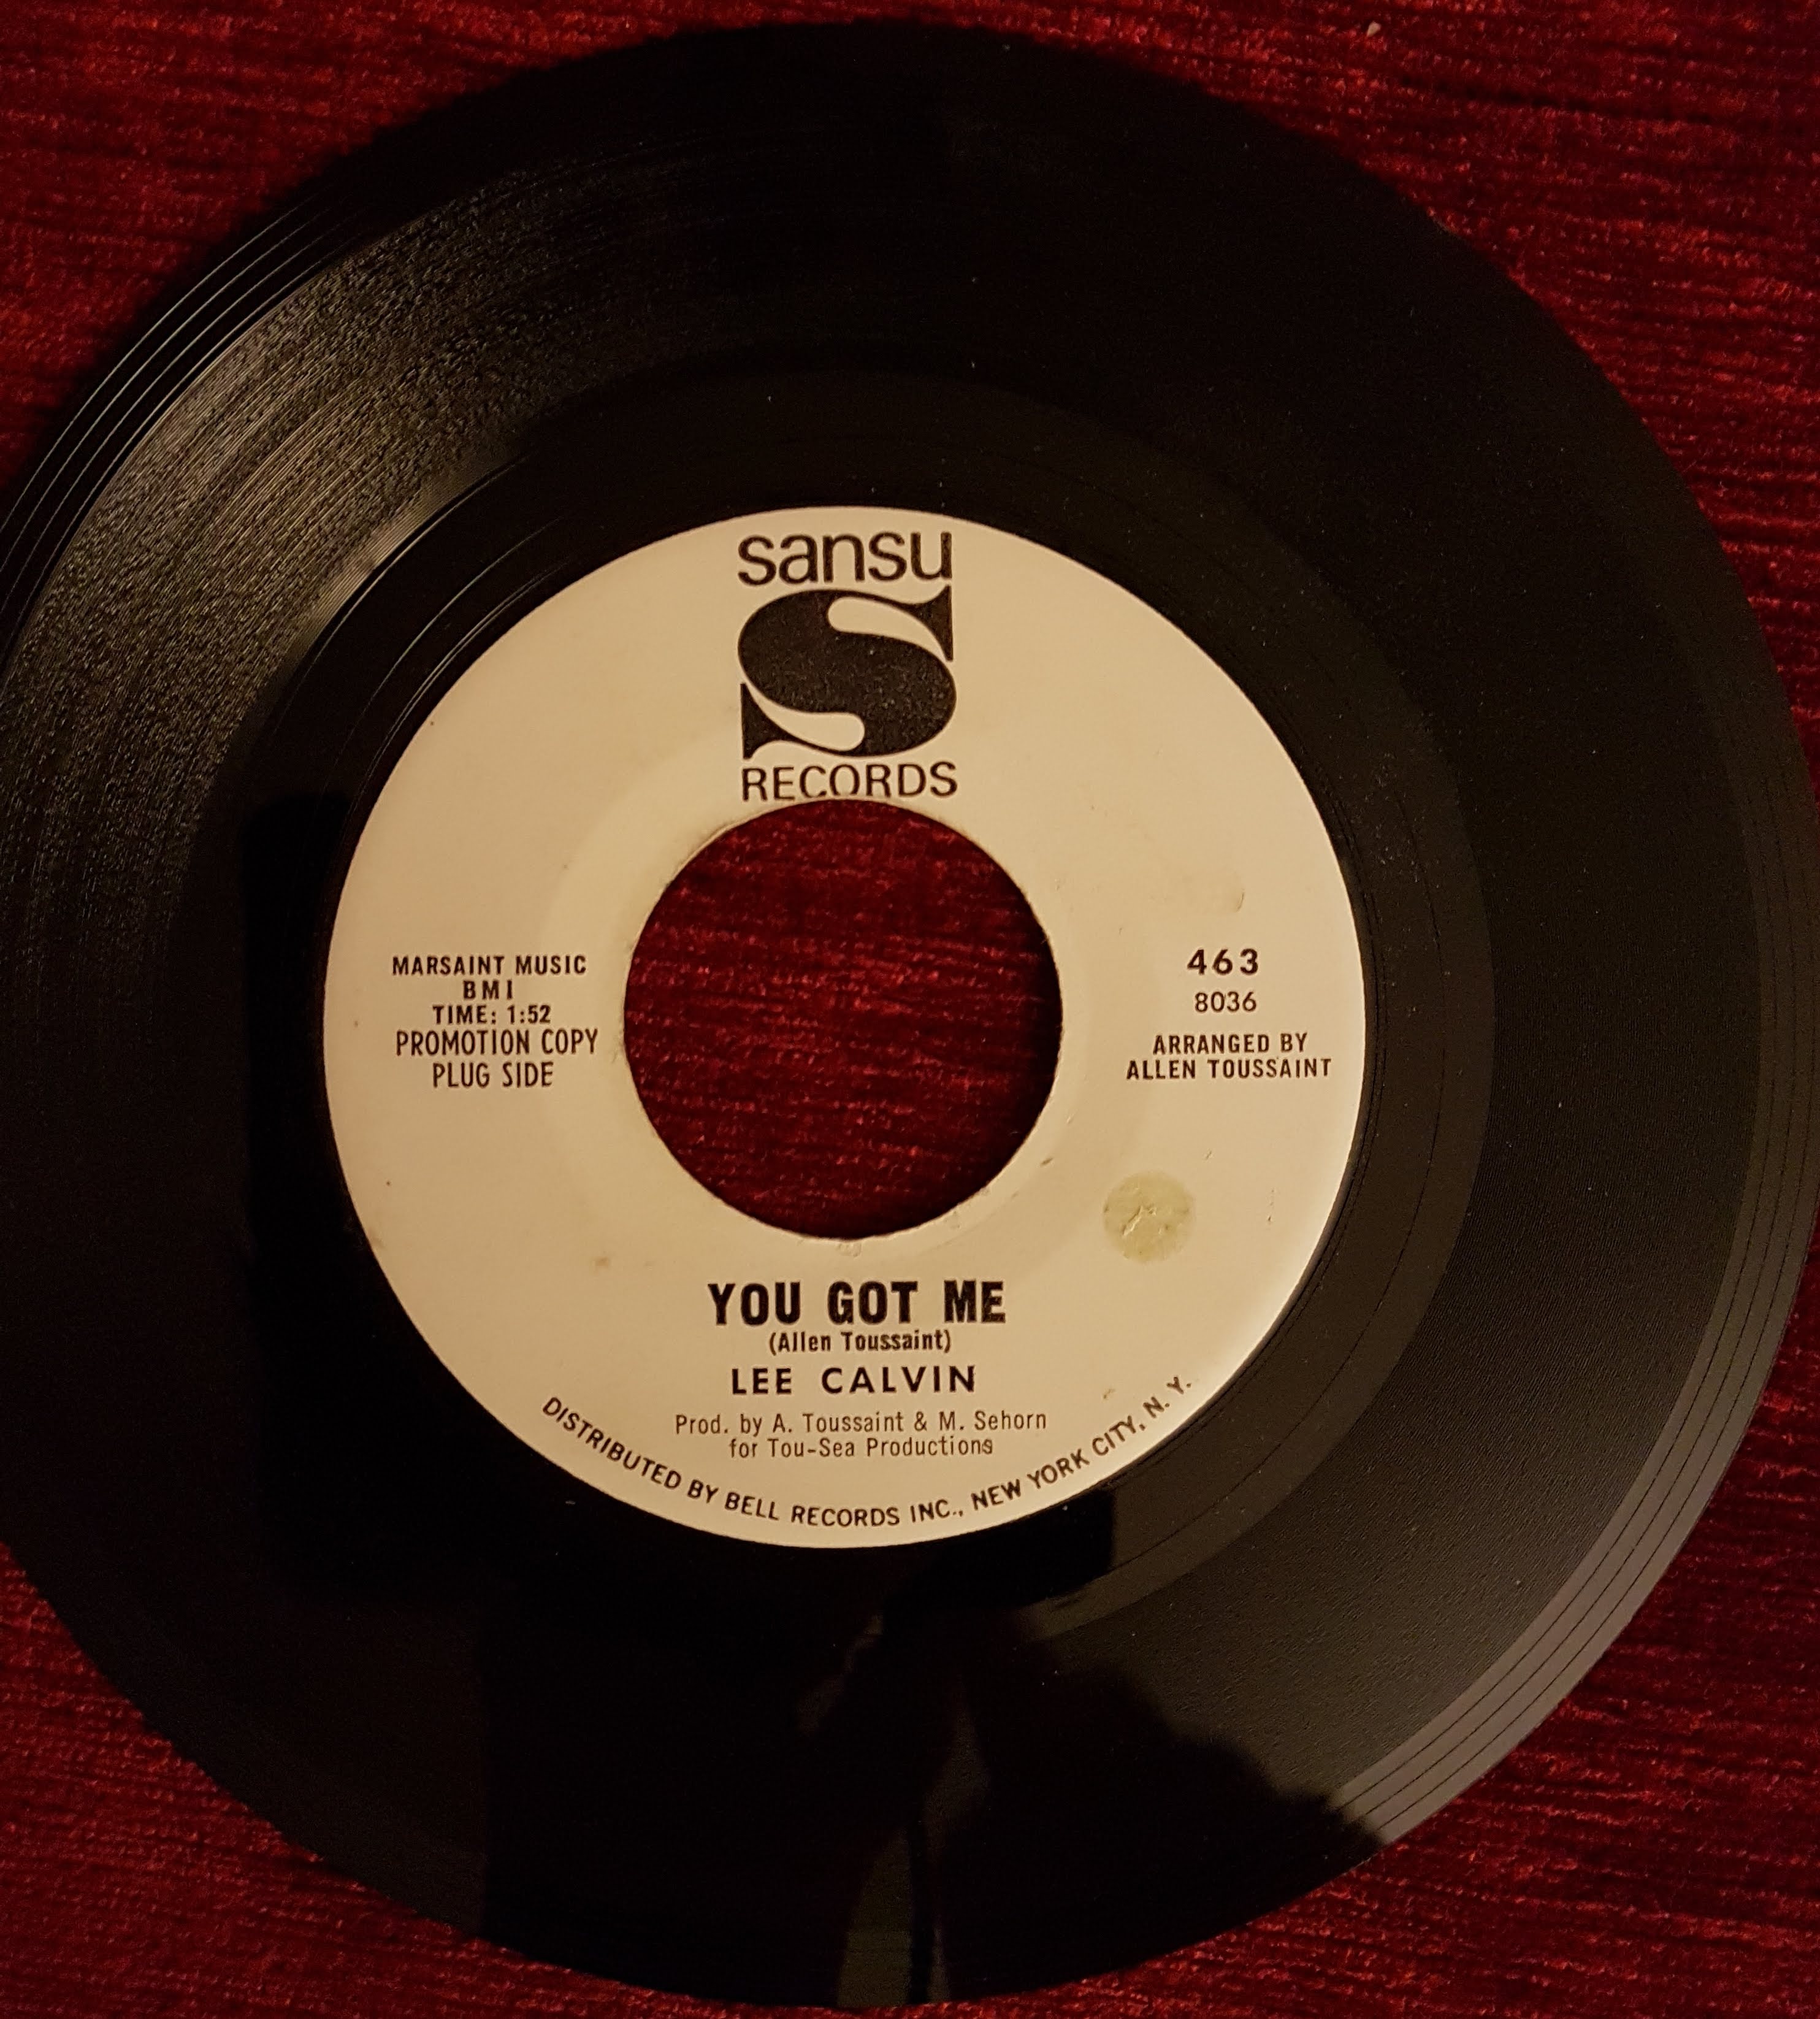 sansu
S
RECORDS
MARSAINT MUSIC
BMI
TIME: 1:52
PROMOTION COPY
PLUG SIDE
463
8036
ARRANGED BY
ALLEN TOUSSAINT
YOU GOT ME
(Allen Toussaint)
LEE CALVIN
Prod. by A. Toussaint & M. Sehorn
for Tou-Sea Productions
DISTRIBUTED BY BELL RECORDS INC., NEW YORK CITY, N. Y.